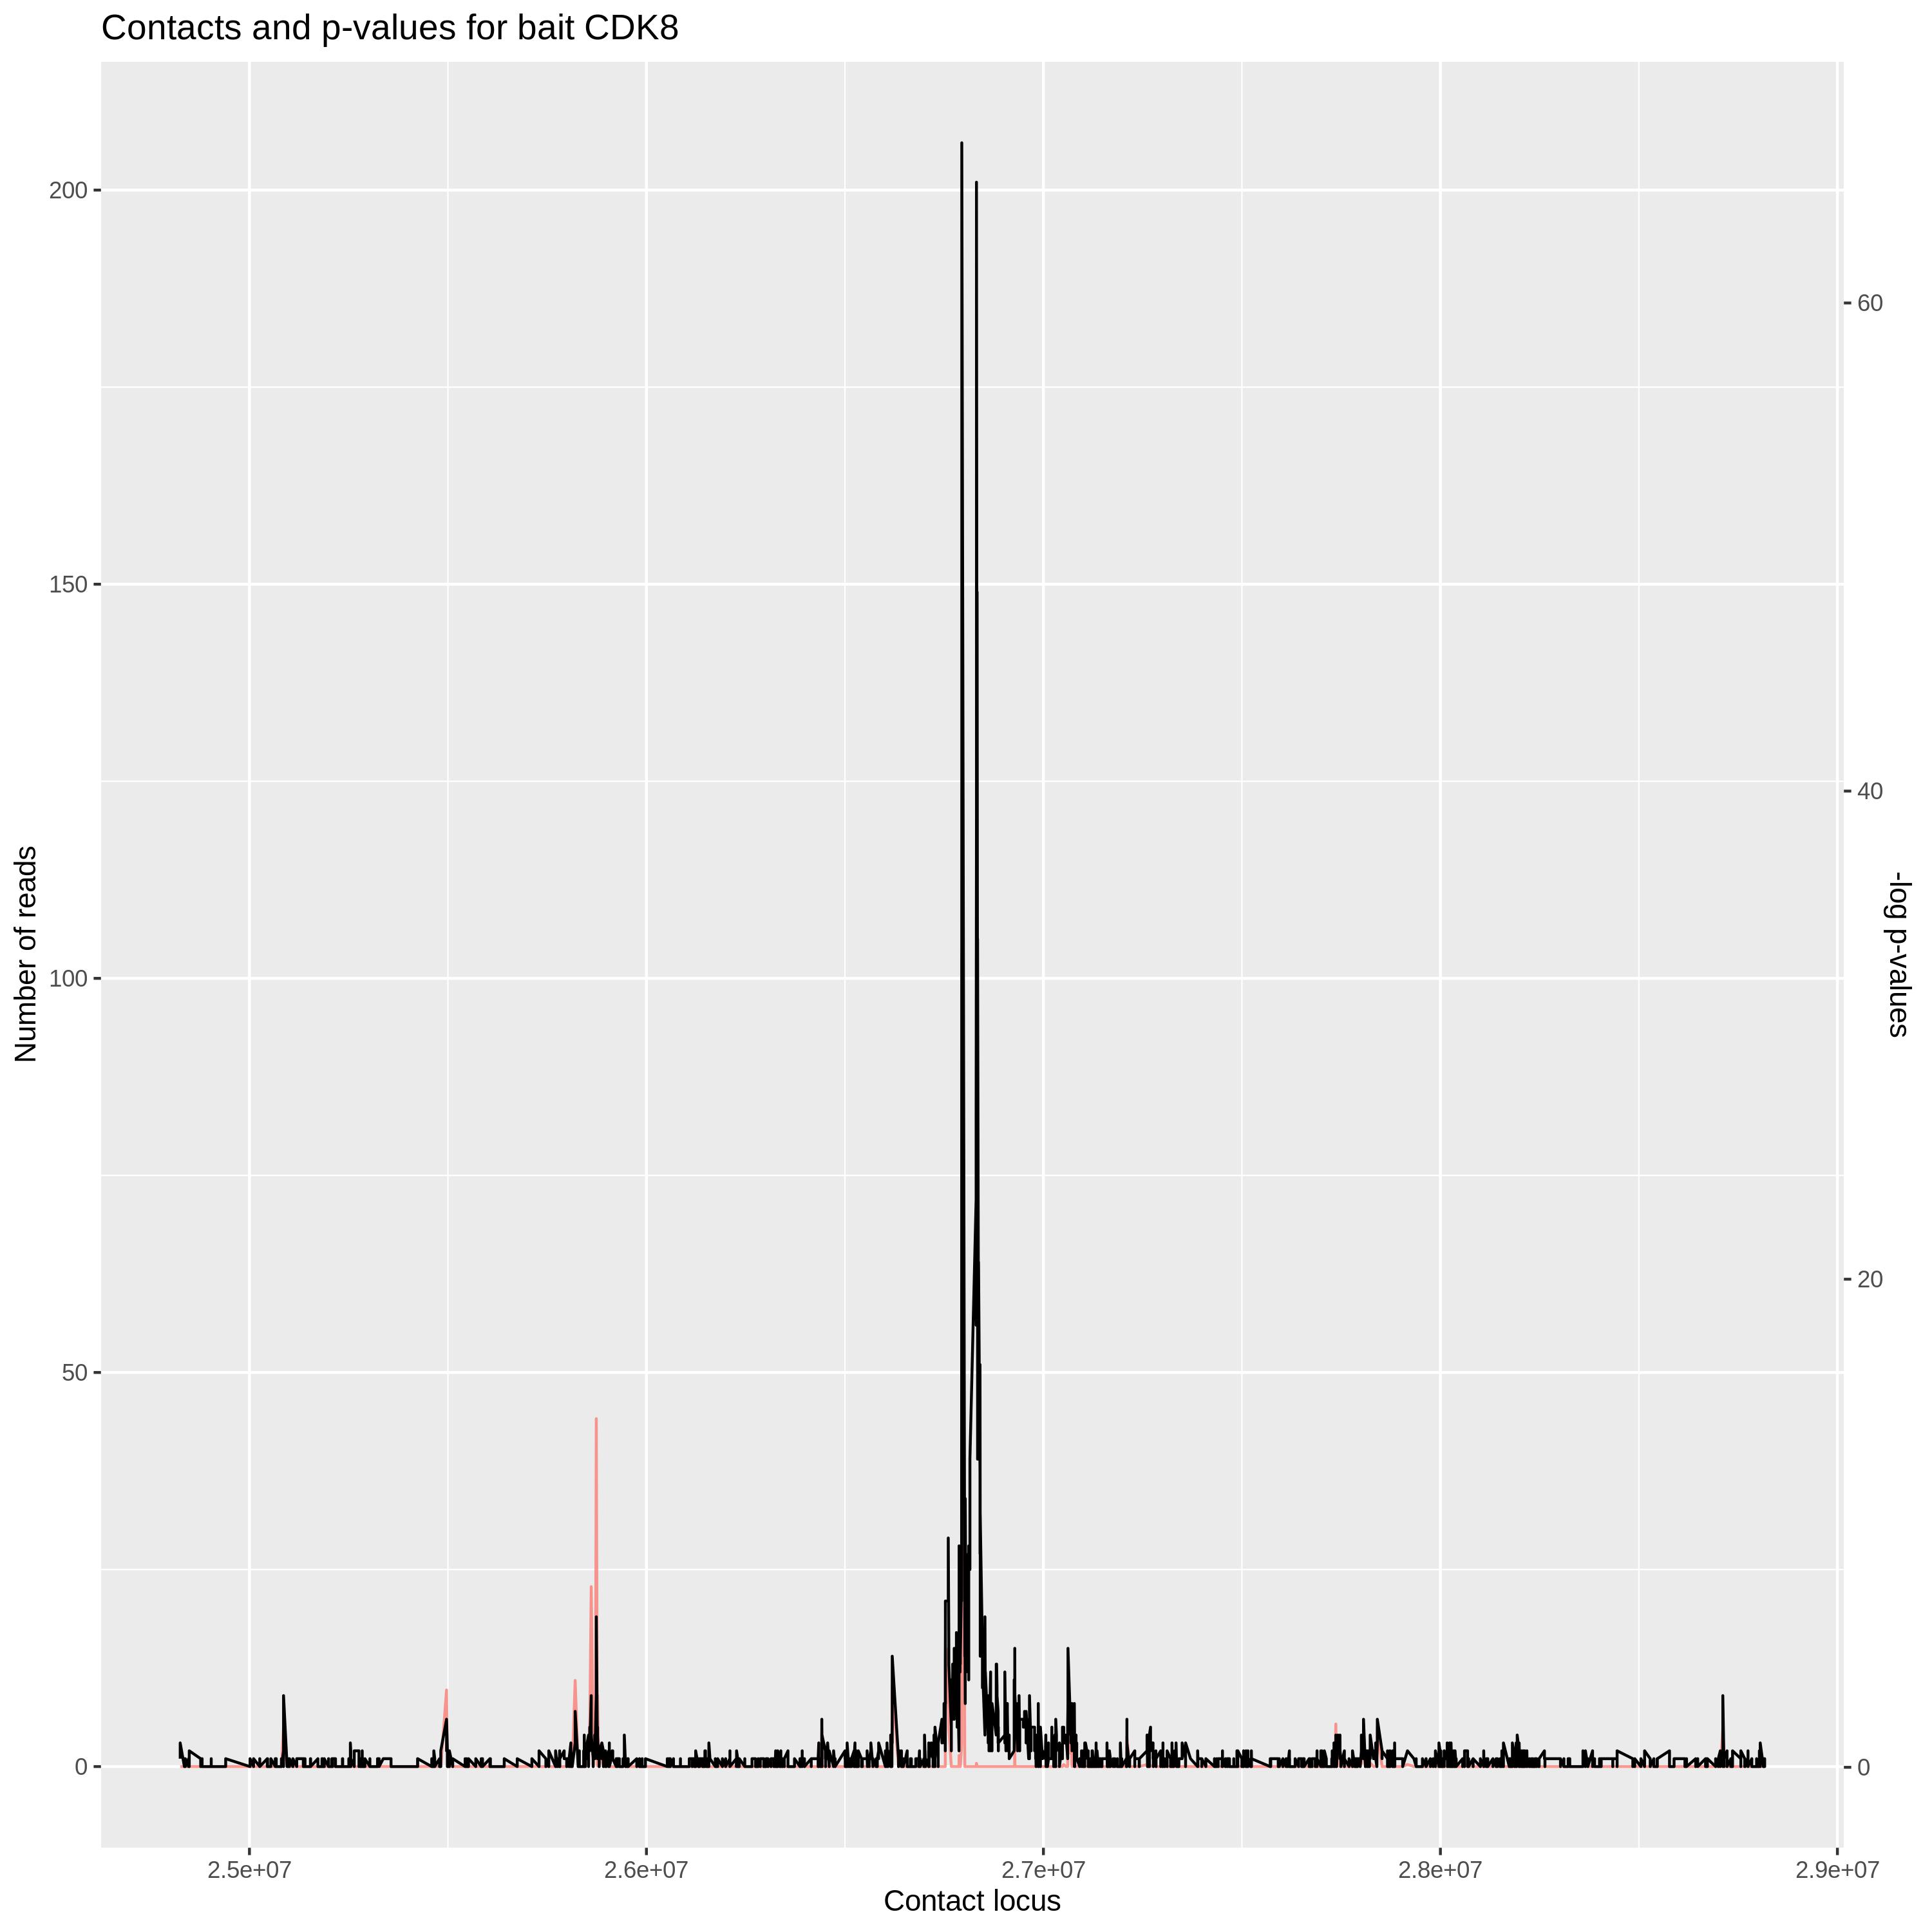 Contacts and p-values for bait CDK8
200
150
100
50
0
Number of reads
60
40
20
0
-log p-values
2.5e+07
2.6e+07
2.7e+07
2.8e+07
2.9e+07
Contact locus